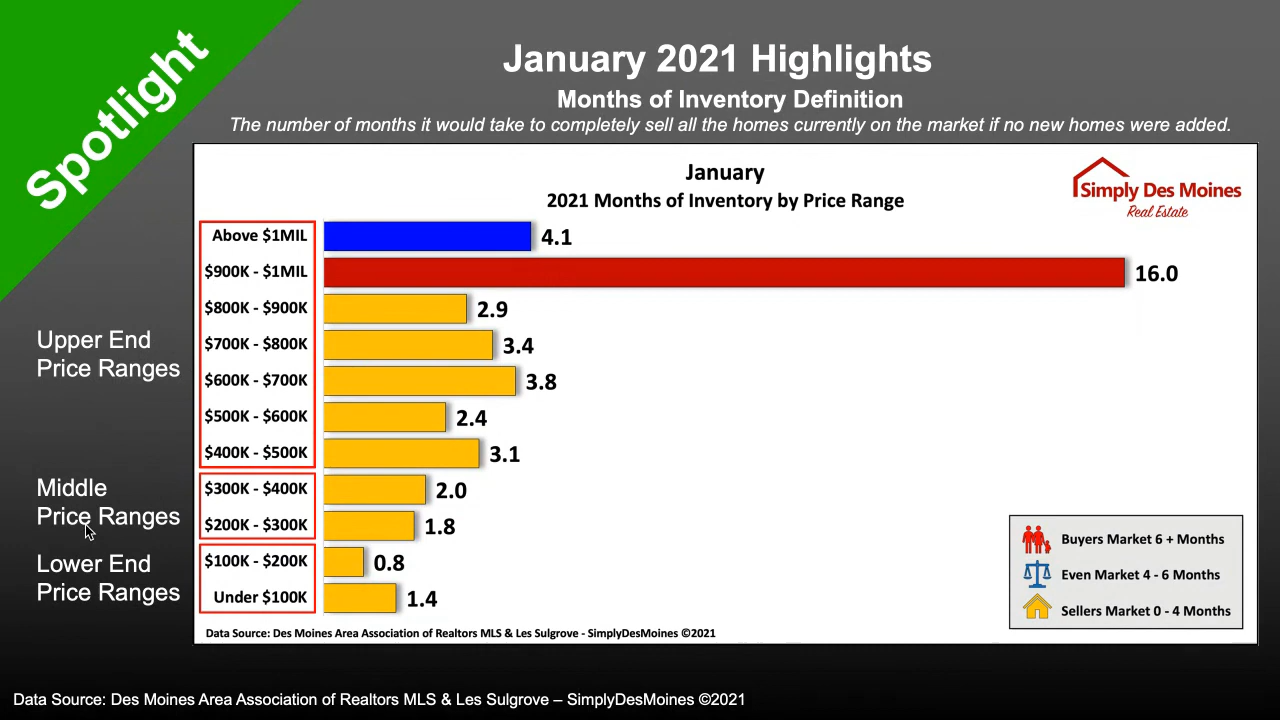 Spotlight
January 2021 Highlights
Months of Inventory Definition
The number of months it would take to completely sell all the homes currently on the market if no new homes were added.
January
2021 Months of Inventory by Price Range
Simply Des Moines
Real Estate
Above $1MIL 4.1
$900K - $1MIL 16.0
$800K - $900K 2.9
Upper End
Price Ranges
$700K - $800K 3.4
$600K - $700K 3.8
$500K - $600K 2.4
$400K - $500K 3.1
Middle
Price Ranges
$300K - $400K 2.0
$200K - $300K 1.8
Lower End
Price Ranges
$100K - $200K 0.8
Under $100K 1.4
Buyers Market 6 + Months
Even Market 4 - 6 Months
Sellers Market 0 - 4 Months
Data Source: Des Moines Area Association of Realtors MLS & Les Sulgrove - SimplyDesMoines ©2021
Data Source: Des Moines Area Association of Realtors MLS & Les Sulgrove – SimplyDesMoines ©2021